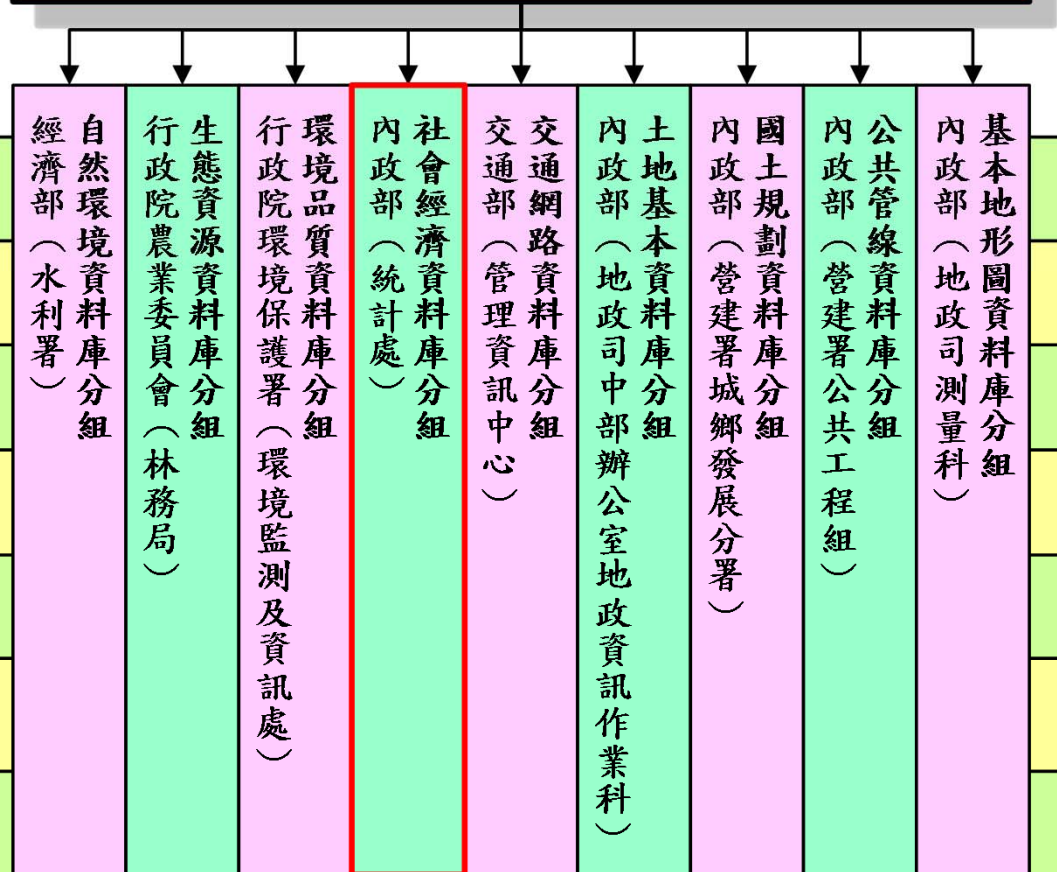 基本地形圖資料庫分組
內政部（地政司測量科）
公共管線資料庫分組
內政部（營建署公共工程組）
國土規劃資料庫分組
內政部（營建署城鄉發展分署）
土地基本資料庫分組
內政部（地政司中部辦公室地政資訊作業科）
交通網路資料庫分組
交通部（管理資訊中心）
社會經濟資料庫分組
內政部（統計處）
環境品質資料庫分組
行政院環境保護署（環境監測及資訊處）
生態資源資料庫分組
行政院農業委員會（林務局）
自然環境資料庫分組
經濟部（水利署）